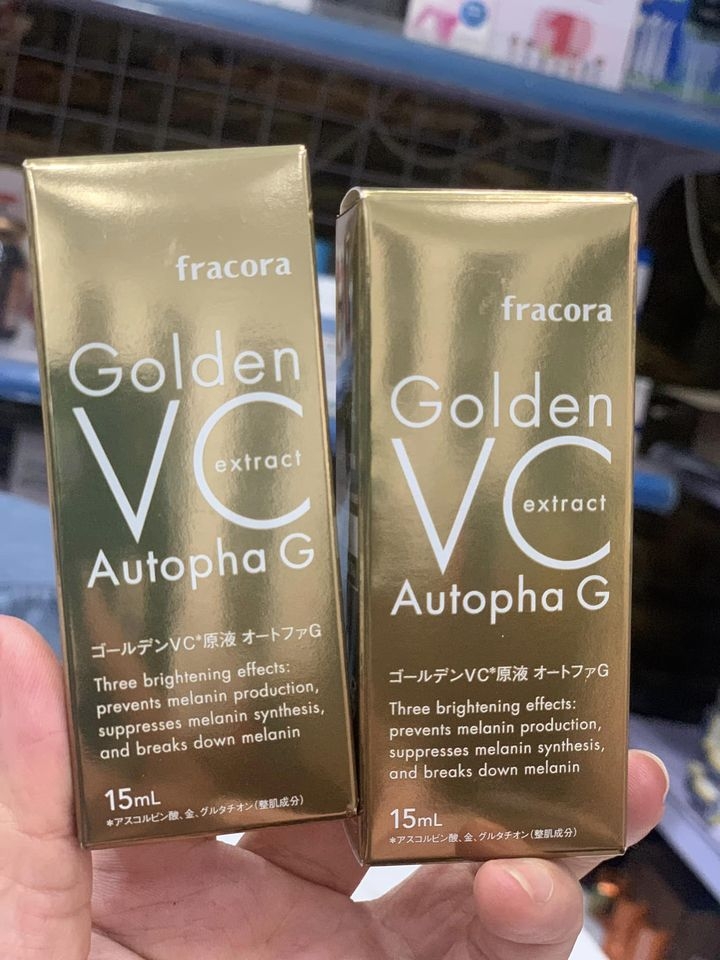 fracora
Golden
VC
extract
Autopha G
ゴールデンVC*原液 オートファG
Three brightening effects:
prevents melanin production,
suppresses melanin synthesis,
and breaks down melanin
15mL
*アスコルビン酸、金、グルタチオン(整肌成分)
fracora
Golden
VC
extract
Autopha G
ゴールデンVC*原液 オートファG
Three brightening effects:
prevents melanin production,
suppresses melanin synthesis,
and breaks down melanin
15mL
*アスコルビン酸、金、グルタチオン(整肌成分)